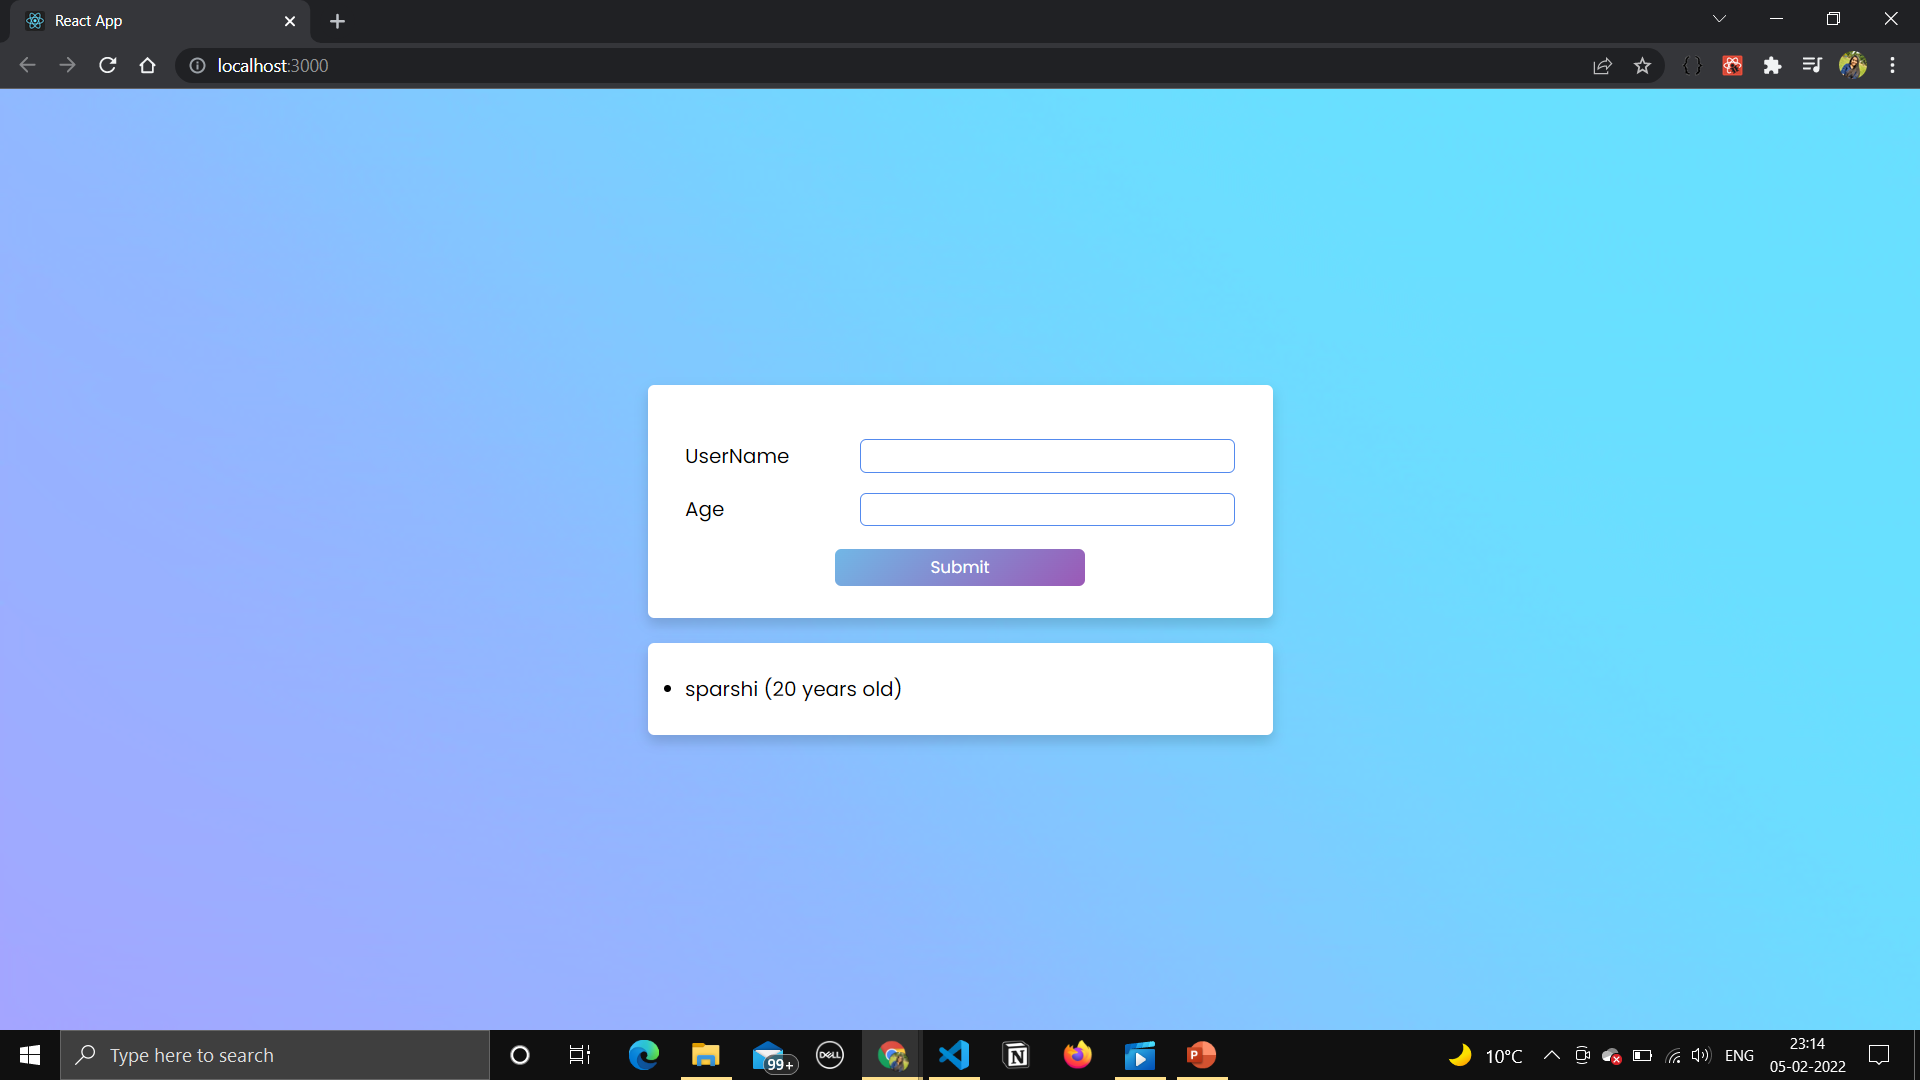 React App
localhost:3000
UserName
Age
Submit
sparshi (20 years old)
Type here to search
99+
DELL
N
P
10°C
ENG
23:14
05-02-2022